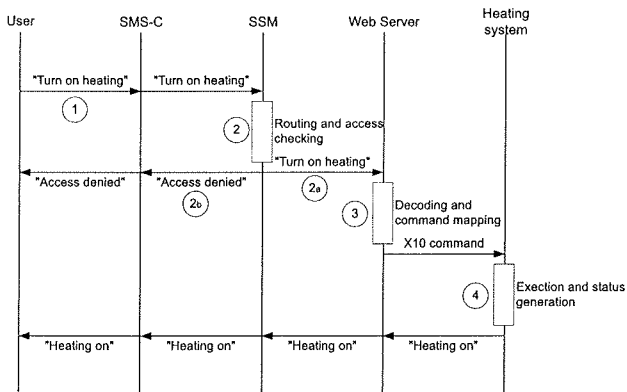 User
SMS-C
SSM
Web Server
Heating
system
"Turn on heating"
"Turn on heating"
1
2
Routing and access
checking
"Turn on heating"
"Access denied"
"Access denied"
2a
2b
3
Decoding and
command mapping
X10 command
4
Exection and status
generation
"Heating on"
"Heating on"
"Heating on"
"Heating on"